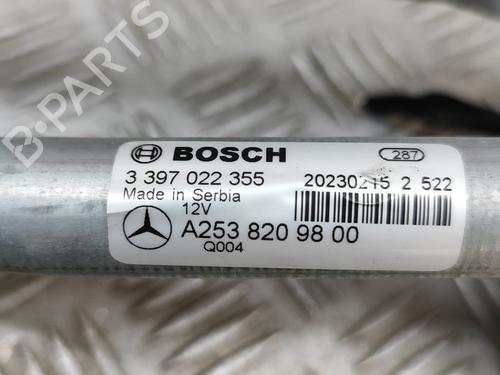 B-PARTS
BOSCH
287
3 397 022 355
20230215 2 522
Made in Serbia
12V
A253 820 98 00
Q004